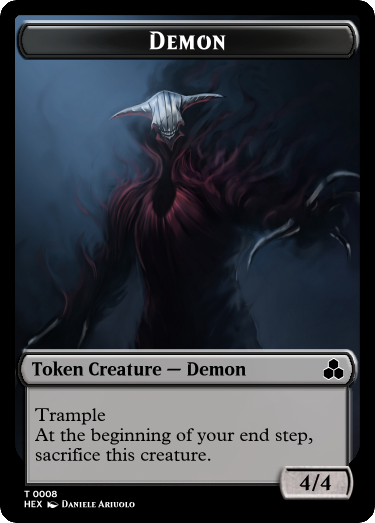 Demon
Token Creature — Demon
Trample
At the beginning of your end step,
sacrifice this creature.
4/4
T 0008
HEX Daniele Ariuolo